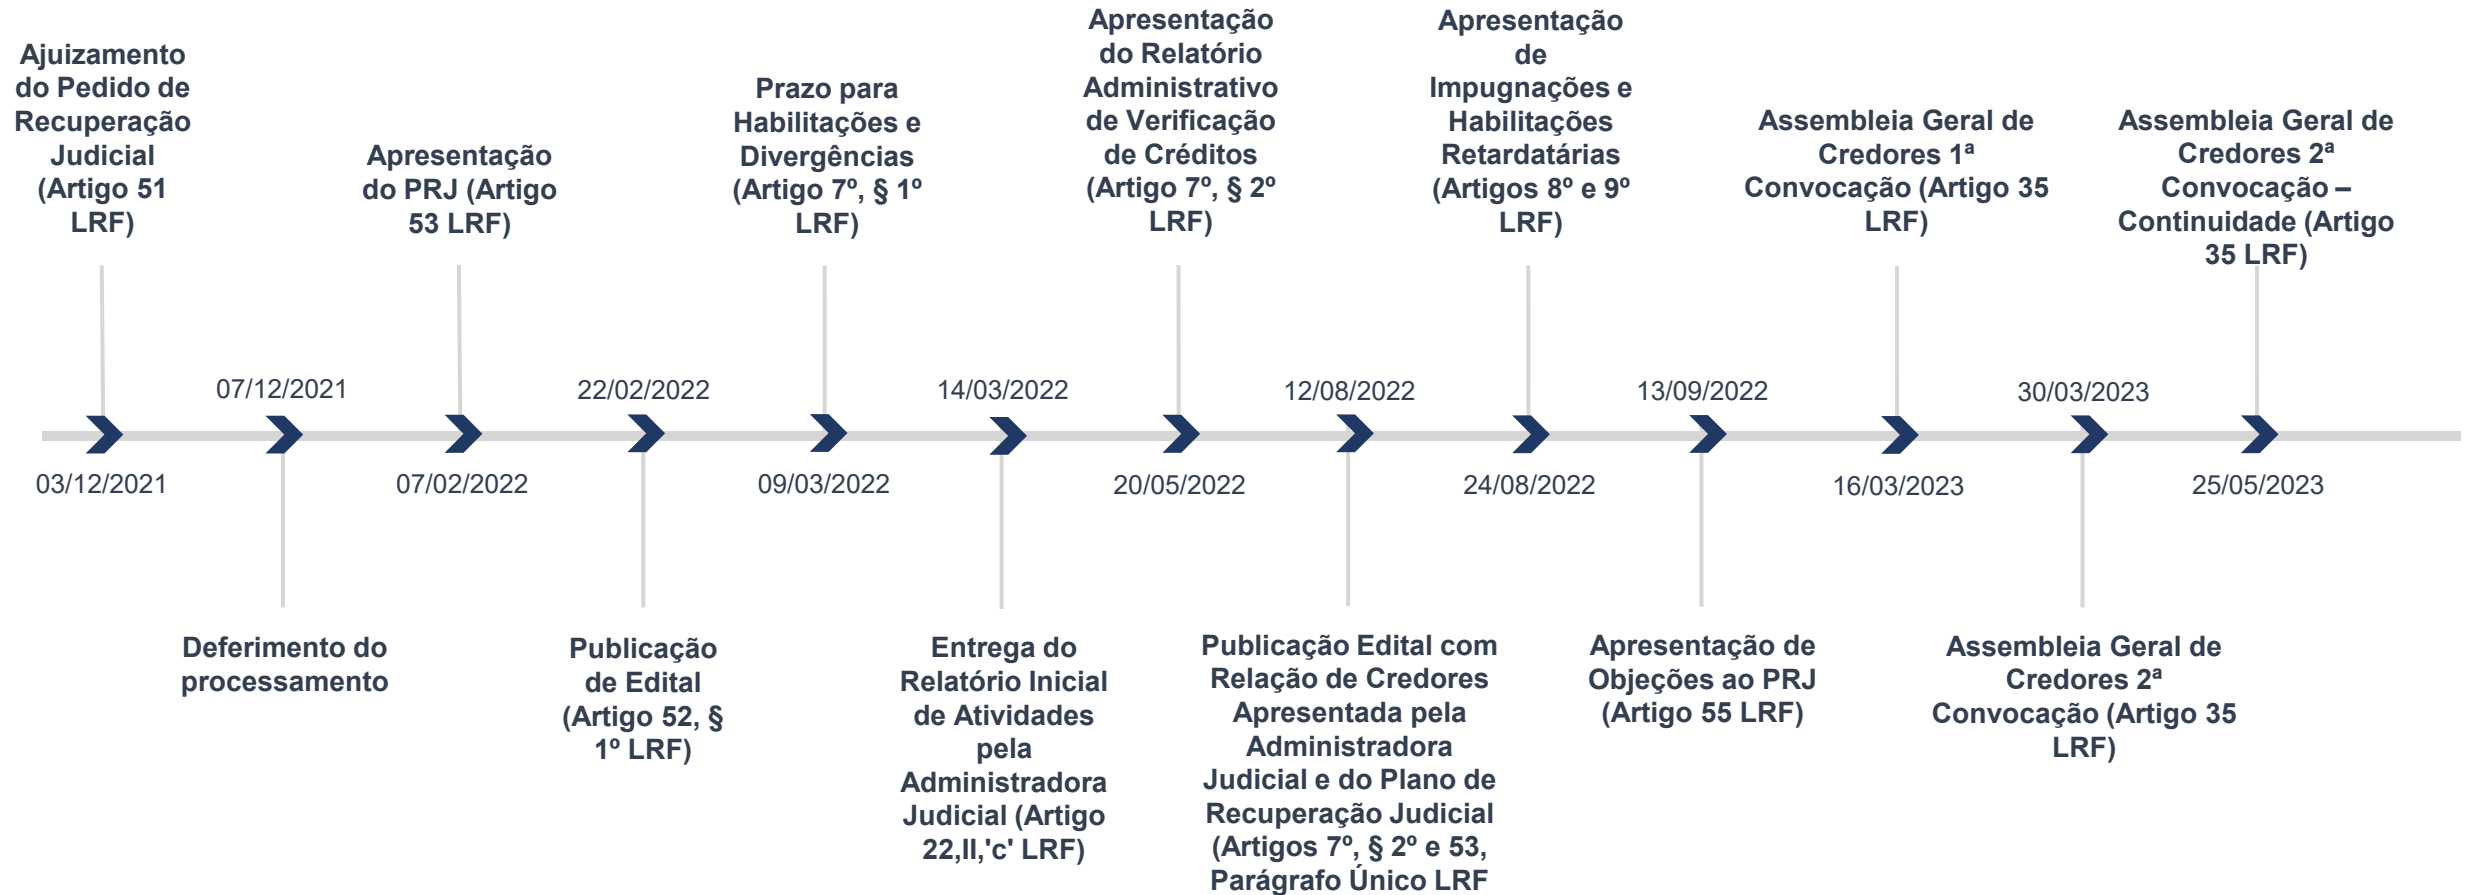 Ajuizamento
do Pedido de
Recuperação
Judicial
(Artigo 51
LRF)
03/12/2021
07/12/2021
Deferimento do
processamento
Apresentação
do PRJ (Artigo
53 LRF)
07/02/2022
22/02/2022
Publicação
de Edital
(Artigo 52, §
1º LRF)
Prazo para
Habilitações e
Divergências
(Artigo 7º, § 1º
LRF)
09/03/2022
14/03/2022
Entrega do
Relatório Inicial
de Atividades
pela
Administradora
Judicial (Artigo
22,II,'c' LRF)
Apresentação
do Relatório
Administrativo
de Verificação
de Créditos
(Artigo 7º, § 2º
LRF)
20/05/2022
12/08/2022
Publicação Edital com
Relação de Credores
Apresentada pela
Administradora
Judicial e do Plano de
Recuperação Judicial
(Artigos 7º, § 2º e 53,
Parágrafo Único LRF
Apresentação
de
Impugnações e
Habilitações
Retardatárias
(Artigos 8º e 9º
LRF)
24/08/2022
13/09/2022
Apresentação de
Objeções ao PRJ
(Artigo 55 LRF)
Assembleia Geral de
Credores 1ª
Convocação (Artigo 35
LRF)
16/03/2023
30/03/2023
Assembleia Geral de
Credores 2ª
Convocação (Artigo 35
LRF)
Assembleia Geral de
Credores 2ª
Convocação –
Continuidade (Artigo
35 LRF)
25/05/2023